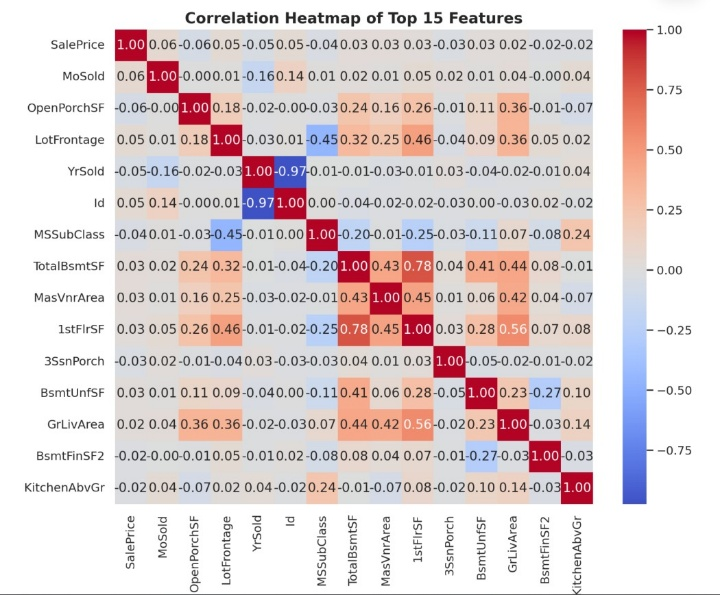 Correlation Heatmap of Top 15 Features
SalePrice 1.00 0.06 -0.06 0.05 -0.05 0.05 -0.04 0.03 0.03 0.03 -0.03 0.03 0.02 -0.02 -0.02
MoSold 0.06 1.00 -0.00 0.01 -0.16 0.14 0.01 0.02 0.01 0.05 0.02 0.01 0.04 -0.00 0.04
OpenPorchSF -0.06 -0.00 1.00 0.18 -0.02 -0.00 -0.03 0.24 0.16 0.26 -0.01 0.11 0.36 -0.01 -0.07
LotFrontage 0.05 0.01 0.18 1.00 -0.03 0.01 -0.45 0.32 0.25 0.46 -0.04 0.09 0.36 0.05 0.02
YrSold -0.05 -0.16 -0.02 -0.03 1.00 -0.97 -0.01 -0.01 -0.03 -0.01 0.03 -0.04 -0.02 -0.01 0.04
Id 0.05 0.14 -0.00 0.01 -0.97 1.00 0.00 -0.04 -0.02 -0.02 -0.03 0.00 -0.03 0.02 -0.02
MSSubClass -0.04 0.01 -0.03 -0.45 -0.01 0.00 1.00 -0.20 -0.01 -0.25 -0.03 -0.11 0.07 -0.08 0.24
TotalBsmtSF 0.03 0.02 0.24 0.32 -0.01 -0.04 -0.20 1.00 0.43 0.78 0.04 0.41 0.44 0.08 -0.01
MasVnrArea 0.03 0.01 0.16 0.25 -0.03 -0.02 -0.01 0.43 1.00 0.45 0.01 0.06 0.42 0.04 -0.07
1stFlrSF 0.03 0.05 0.26 0.46 -0.01 -0.02 -0.25 0.78 0.45 1.00 0.03 0.28 0.56 0.07 0.08
3SsnPorch -0.03 0.02 -0.01 -0.04 0.03 -0.03 -0.03 0.04 0.01 0.03 1.00 -0.05 -0.02 -0.01 -0.02
BsmtUnfSF 0.03 0.01 0.11 0.09 -0.04 0.00 -0.11 0.41 0.06 0.28 -0.05 1.00 0.23 -0.27 0.10
GrLivArea 0.02 0.04 0.36 0.36 -0.02 -0.03 0.07 0.44 0.42 0.56 -0.02 0.23 1.00 -0.03 0.14
BsmtFinSF2 -0.02 -0.00 -0.01 0.05 -0.01 0.02 -0.08 0.08 0.04 0.07 -0.01 -0.27 -0.03 1.00 -0.03
KitchenAbvGr -0.02 0.04 -0.07 0.02 0.04 -0.02 0.24 -0.01 -0.07 0.08 -0.02 0.10 0.14 -0.03 1.00
SalePrice
MoSold
OpenPorchSF
LotFrontage
YrSold
Id
MSSubClass
TotalBsmtSF
MasVnrArea
1stFlrSF
3SsnPorch
BsmtUnfSF
GrLivArea
BsmtFinSF2
KitchenAbvGr
1.00
0.75
0.50
0.25
0.00
−0.25
−0.50
−0.75